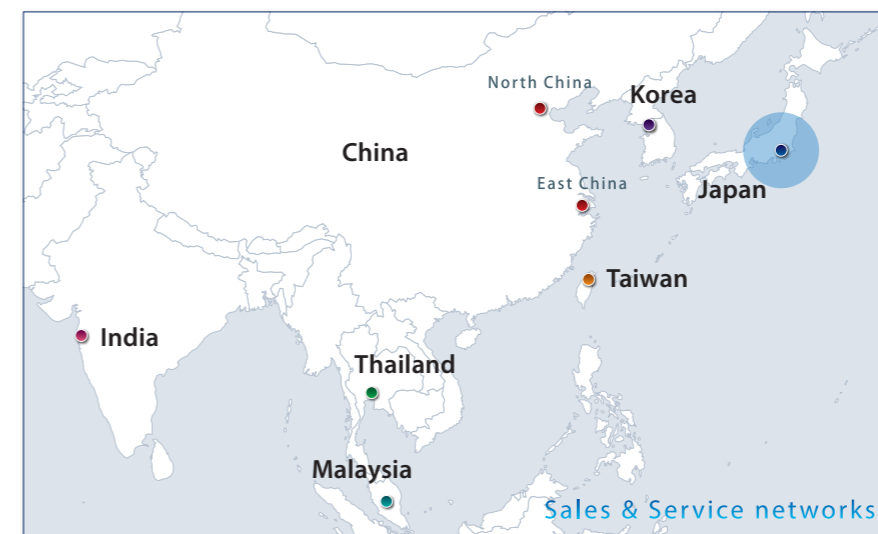 North China
Korea
China
East China
Japan
Taiwan
India
Thailand
Malaysia
Sales & Service networks